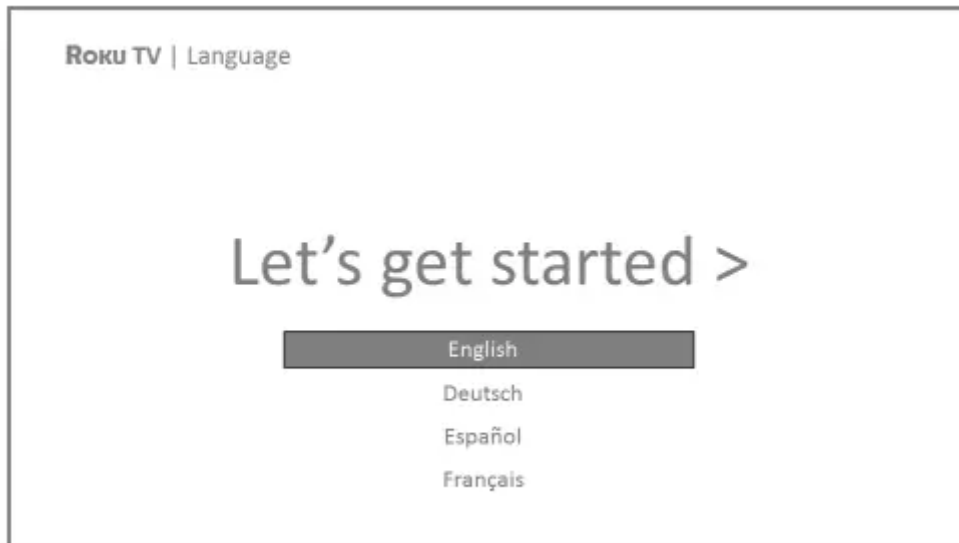 ROKU TV | Language
Let's get started >
English
Deutsch
Español
Français